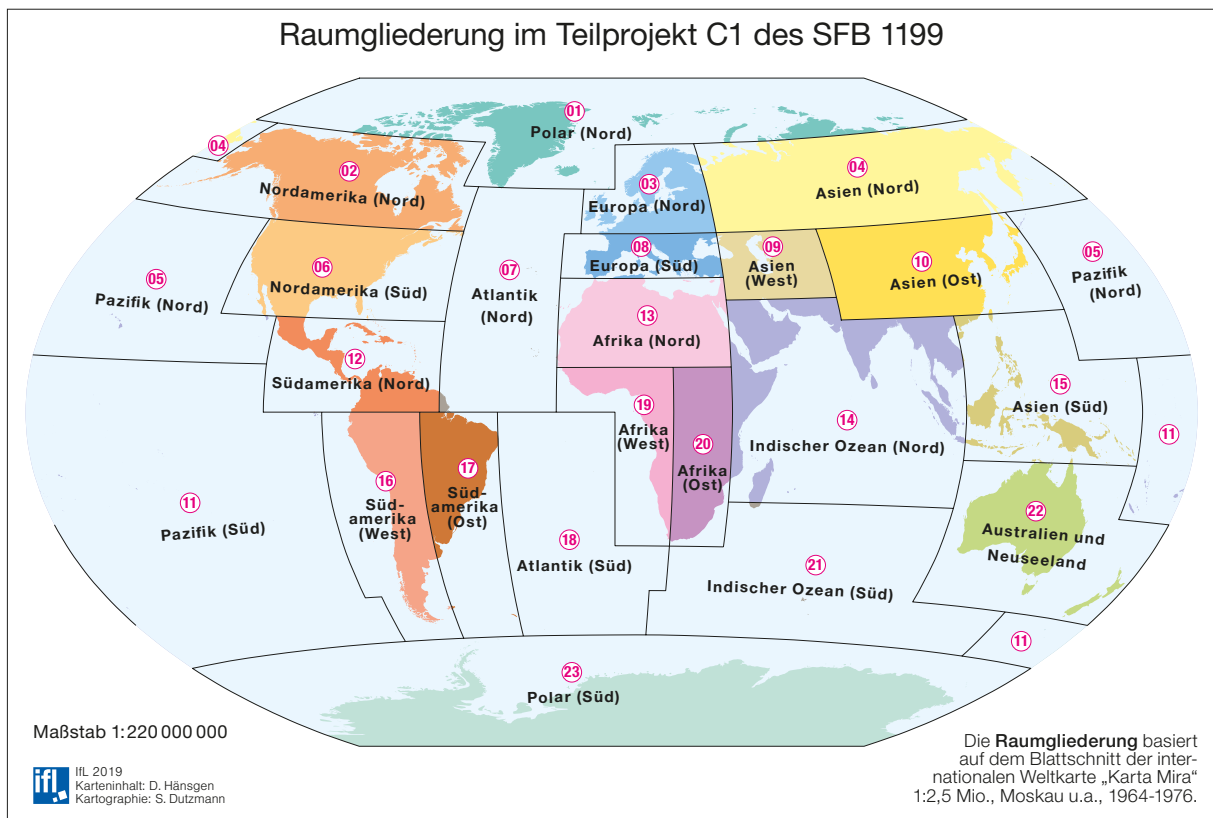 Raumgliederung im Teilprojekt C1 des SFB 1199
01
Polar (Nord)
04
02
Nordamerika (Nord)
03
Europa (Nord)
04
Asien (Nord)
05
Pazifik (Nord)
06
Nordamerika (Süd)
07
Atlantik
(Nord)
08
Europa (Süd)
09
Asien
(West)
10
Asien (Ost)
05
Pazifik
(Nord)
12
Südamerika (Nord)
13
Afrika (Nord)
19
Afrika
(West)
20
Afrika
(Ost)
14
Indischer Ozean (Nord)
15
Asien (Süd)
11
11
Pazifik (Süd)
16
Süd-
amerika
(West)
17
Süd-
amerika
(Ost)
18
Atlantik (Süd)
21
Indischer Ozean (Süd)
22
Australien und
Neuseeland
11
23
Polar (Süd)
Maßstab 1:220 000 000
ifl
IfL 2019
Karteninhalt: D. Hänsgen
Kartographie: S. Dutzmann
Die Raumgliederung basiert
auf dem Blattschnitt der inter-
nationalen Weltkarte „Karta Mira“
1:2,5 Mio., Moskau u.a., 1964-1976.